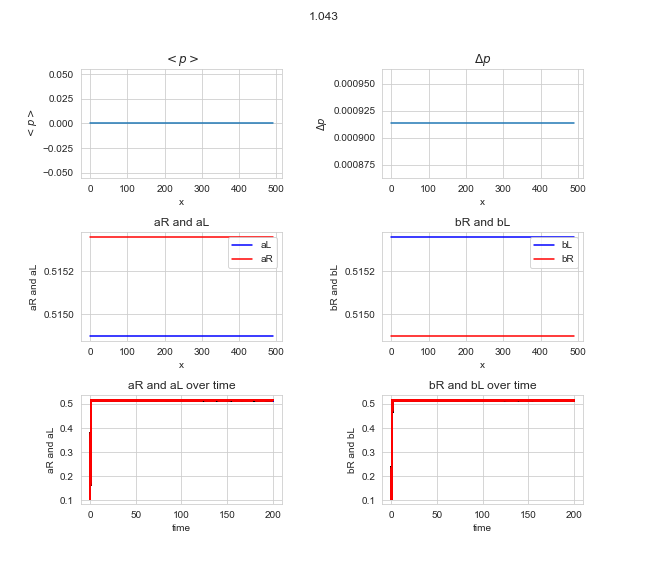 1.043
< p >
Δp
0.050
0.025
0.000
−0.025
−0.050
< p >
0 100 200 300 400 500
x
0.000950
0.000925
0.000900
0.000875
Δp
0 100 200 300 400 500
x
aR and aL
bR and bL
0.5152
0.5150
aR and aL
aL
aR
0 100 200 300 400 500
x
0.5152
0.5150
bR and bL
bL
bR
0 100 200 300 400 500
x
aR and aL over time
bR and bL over time
0.5
0.4
0.3
0.2
0.1
aR and aL
0 50 100 150 200
time
0.5
0.4
0.3
0.2
0.1
bR and bL
0 50 100 150 200
time